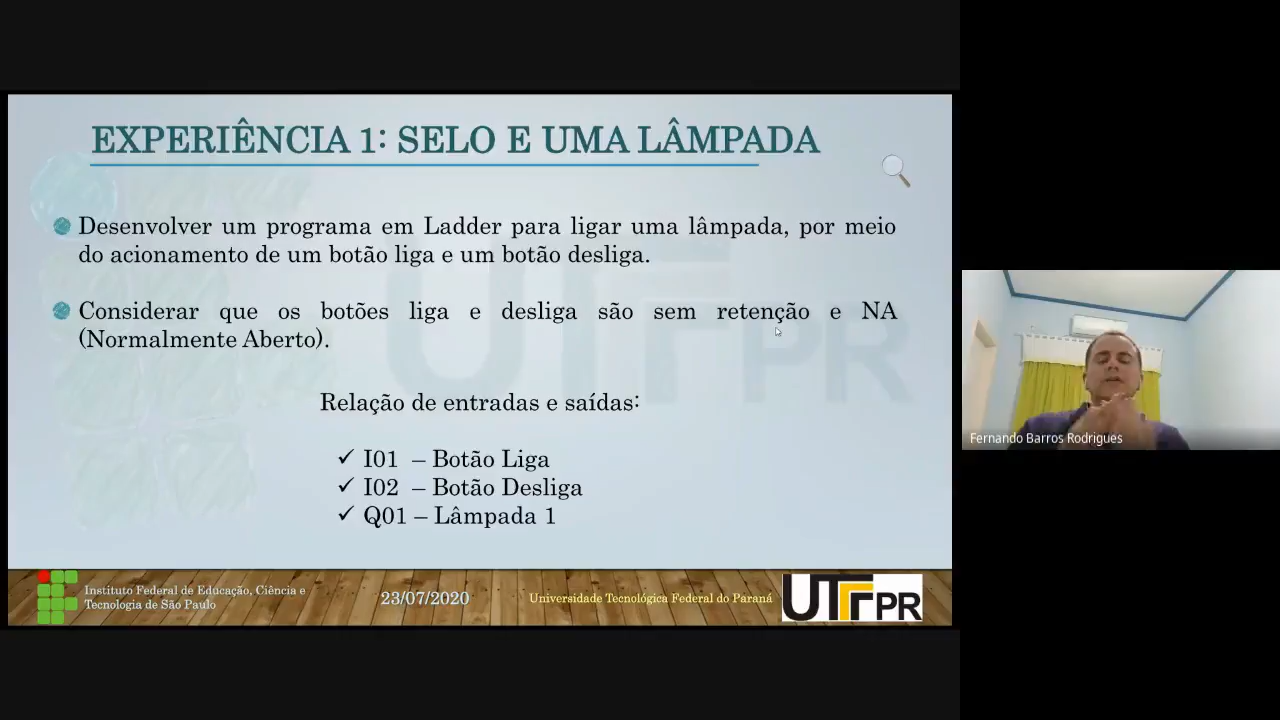 EXPERIÊNCIA 1: SELO E UMA LÂMPADA
Desenvolver um programa em Ladder para ligar uma lâmpada, por meio
do acionamento de um botão liga e um botão desliga.
Considerar que os botões liga e desliga são sem retenção e NA
(Normalmente Aberto).
Relação de entradas e saídas:
✓ I01 – Botão Liga
✓ I02 – Botão Desliga
✓ Q01 – Lâmpada 1
Instituto Federal de Educação, Ciência e
Tecnologia de São Paulo
23/07/2020
Universidade Tecnológica Federal do Paraná
UTFPR
Fernando Barros Rodrigues